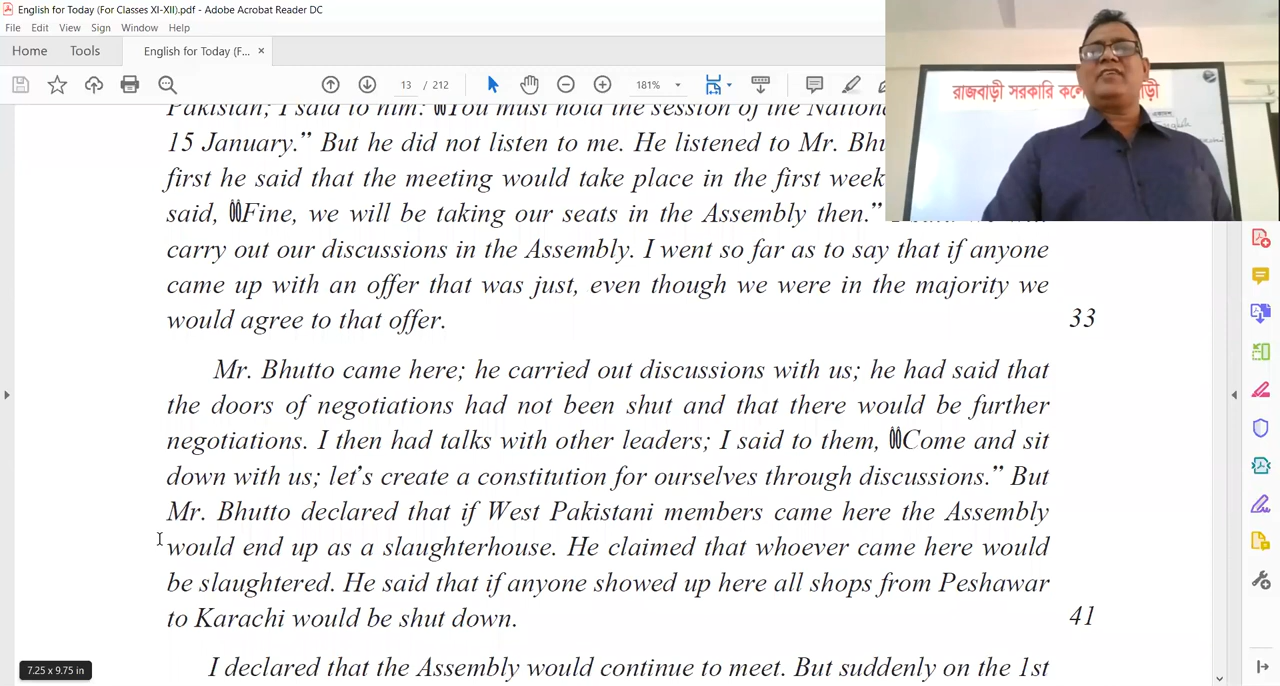 English for Today (For Classes XI-XII).pdf - Adobe Acrobat Reader DC
File Edit View Sign Window Help
Home Tools English for Today (F... ×
13 / 212 181%
Pakistan; I said to him: You must hold the session of the Nationa
15 January.” But he did not listen to me. He listened to Mr. Bhu
first he said that the meeting would take place in the first week
said, Fine, we will be taking our seats in the Assembly then.”
carry out our discussions in the Assembly. I went so far as to say that if anyone
came up with an offer that was just, even though we were in the majority we
would agree to that offer. 33
Mr. Bhutto came here; he carried out discussions with us; he had said that
the doors of negotiations had not been shut and that there would be further
negotiations. I then had talks with other leaders; I said to them, Come and sit
down with us; let’s create a constitution for ourselves through discussions.” But
Mr. Bhutto declared that if West Pakistani members came here the Assembly
would end up as a slaughterhouse. He claimed that whoever came here would
be slaughtered. He said that if anyone showed up here all shops from Peshawar
to Karachi would be shut down. 41
I declared that the Assembly would continue to meet. But suddenly on the 1st
7.25 x 9.75 in
রাজবাড়ী সরকারি